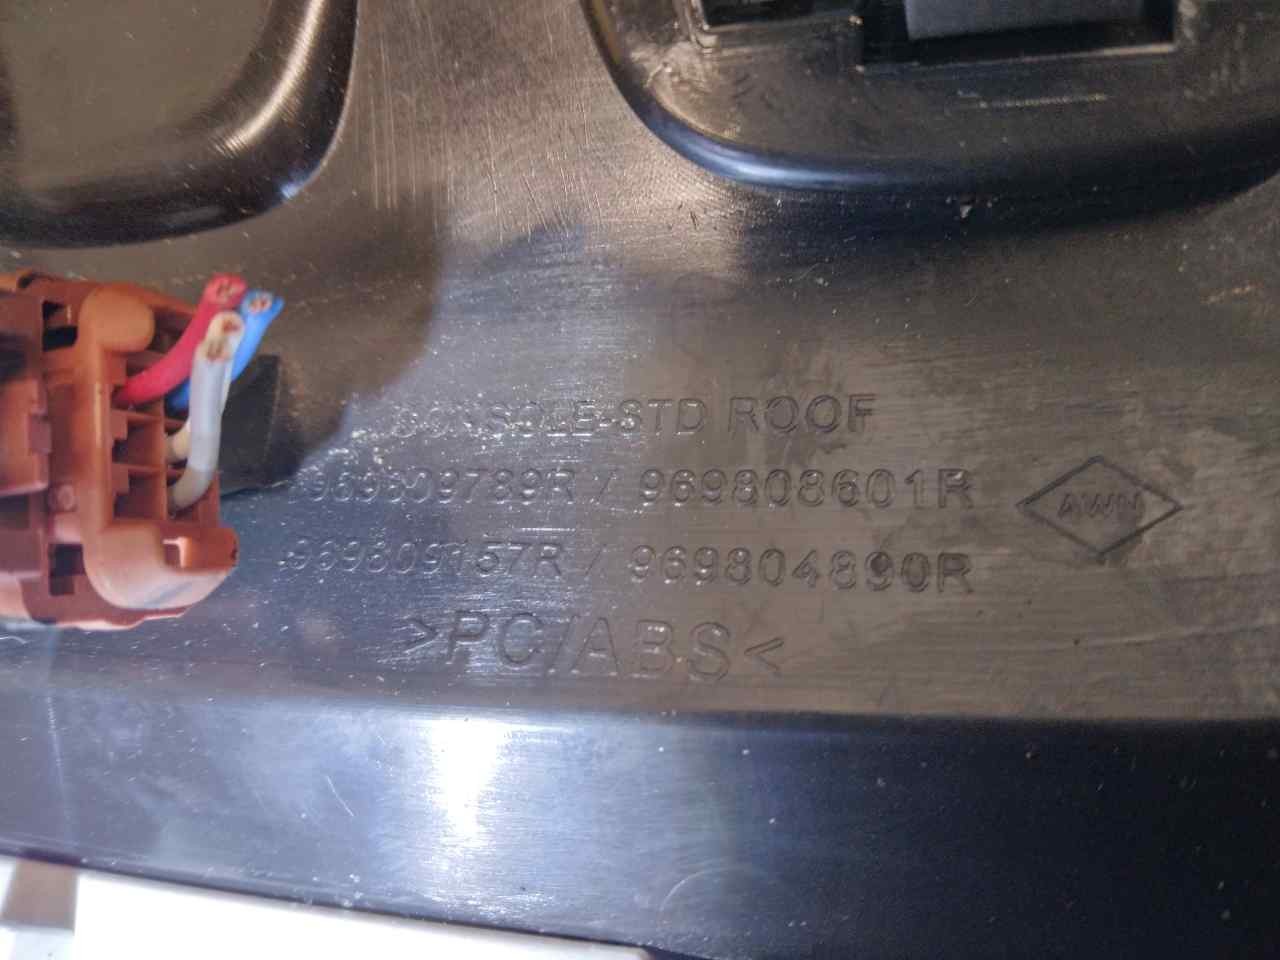 CONSOLE-STD ROOF
969809789R / 969808601R
AWN
969809157R / 969804890R
>PC/ABS<